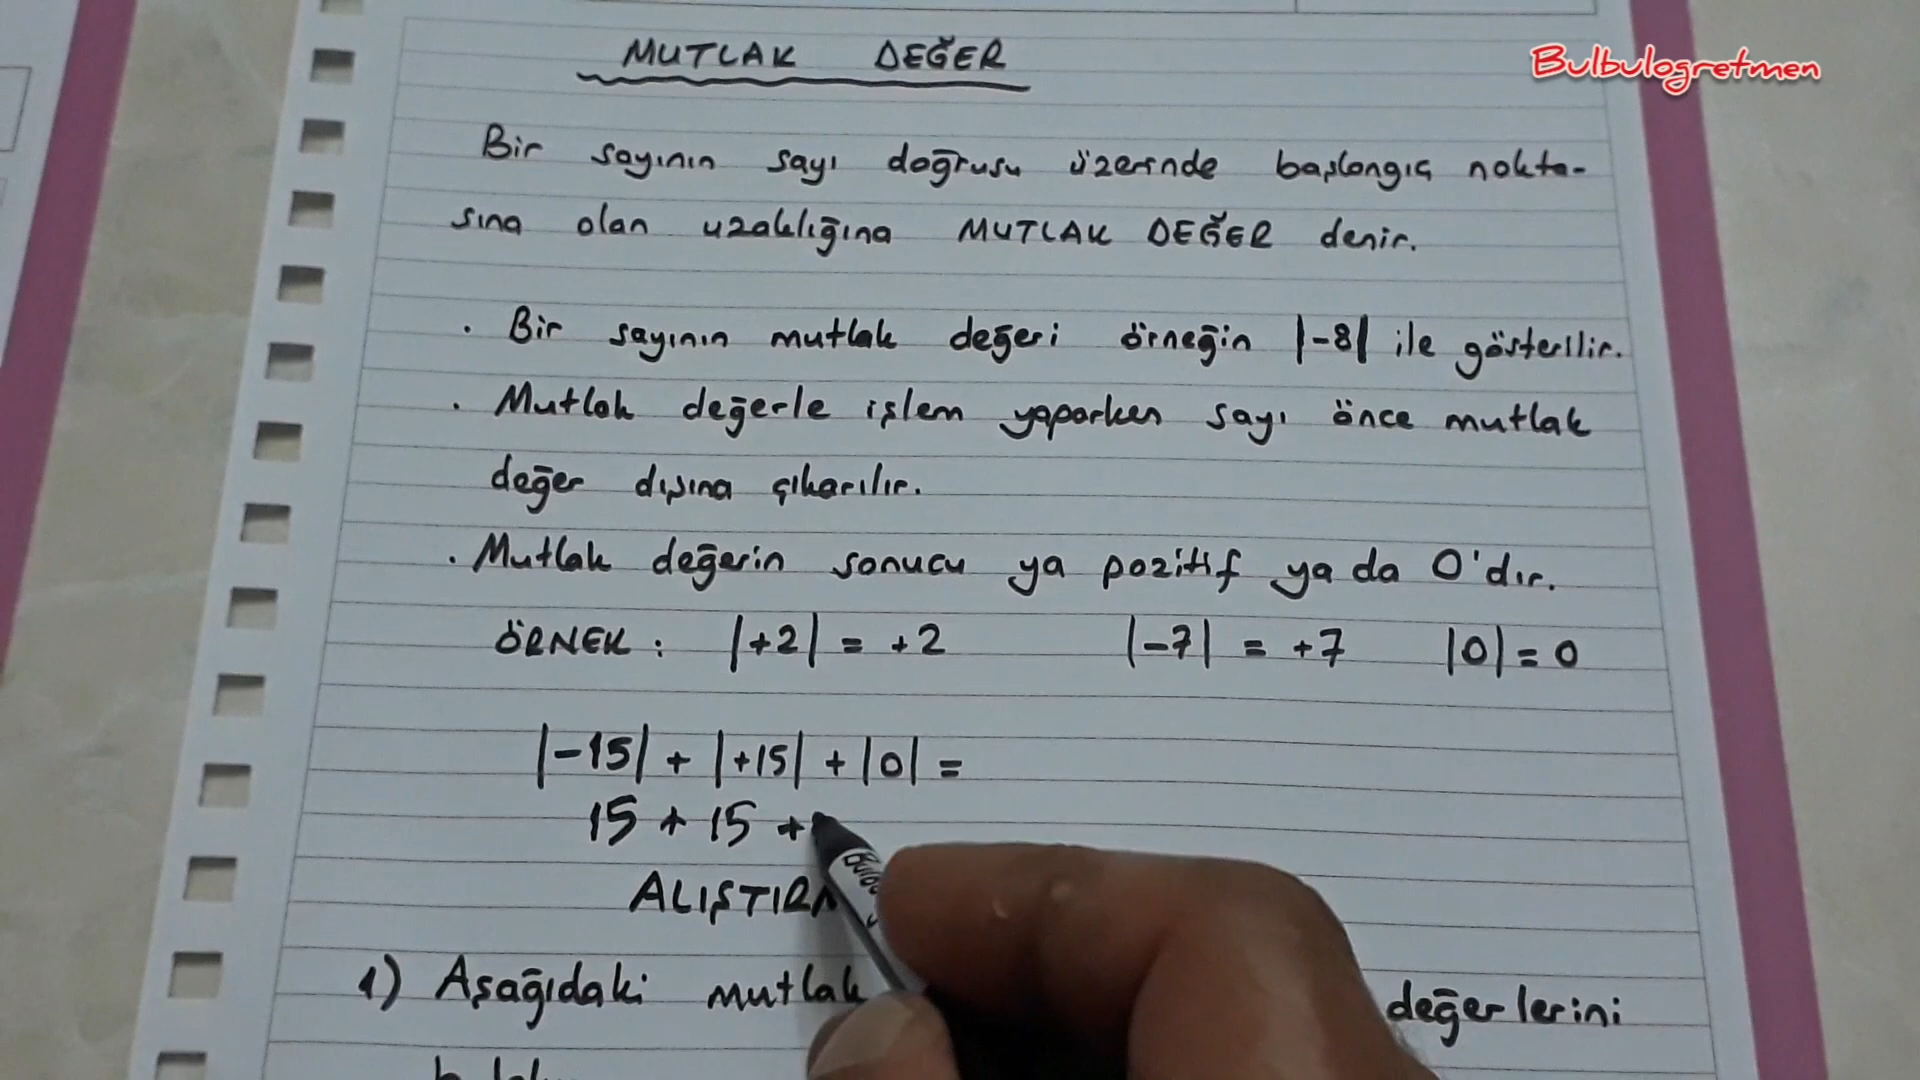 MUTLAK DEĞER
Bulbulogretmen
Bir sayının sayı doğrusu üzerinde başlangıç nokta-
sına olan uzaklığına MUTLAK DEĞER denir.
. Bir sayının mutlak değeri örneğin |-8| ile gösterilir.
. Mutlak değerle işlem yaparken sayı önce mutlak
değer dışına çıkarılır.
. Mutlak değerin sonucu ya pozitif ya da 0'dır.
ÖRNEK : |+2| = +2 |-7| = +7 |0| = 0
|-15| + |+15| + |0| =
15 + 15 +
1) Aşağıdaki mutlak değerlerini